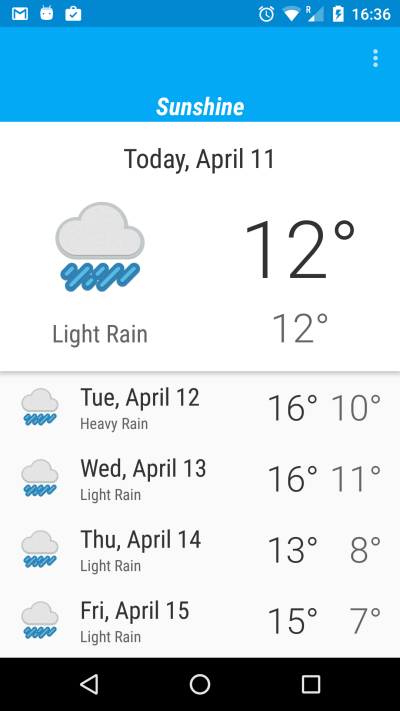 R 16:36
Sunshine
Today, April 11
12°
Light Rain
12°
Tue, April 12
Heavy Rain
16° 10°
Wed, April 13
Light Rain
16° 11°
Thu, April 14
Light Rain
13° 8°
Fri, April 15
Light Rain
15° 7°